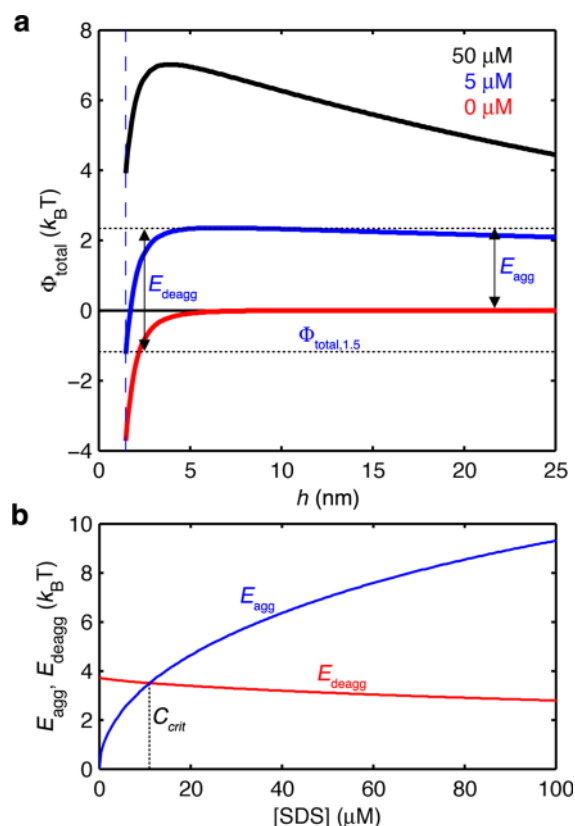 a
50 μM
5 μM
0 μM
Φtotal (kBT)
8
6
4
2
0
−2
−4
Edeagg
Eagg
Φtotal,1.5
0 5 10 15 20 25
h (nm)
b
Eagg, Edeagg (kBT)
10
8
6
4
2
0
Eagg
Edeagg
Ccrit
0 20 40 60 80 100
[SDS] (μM)